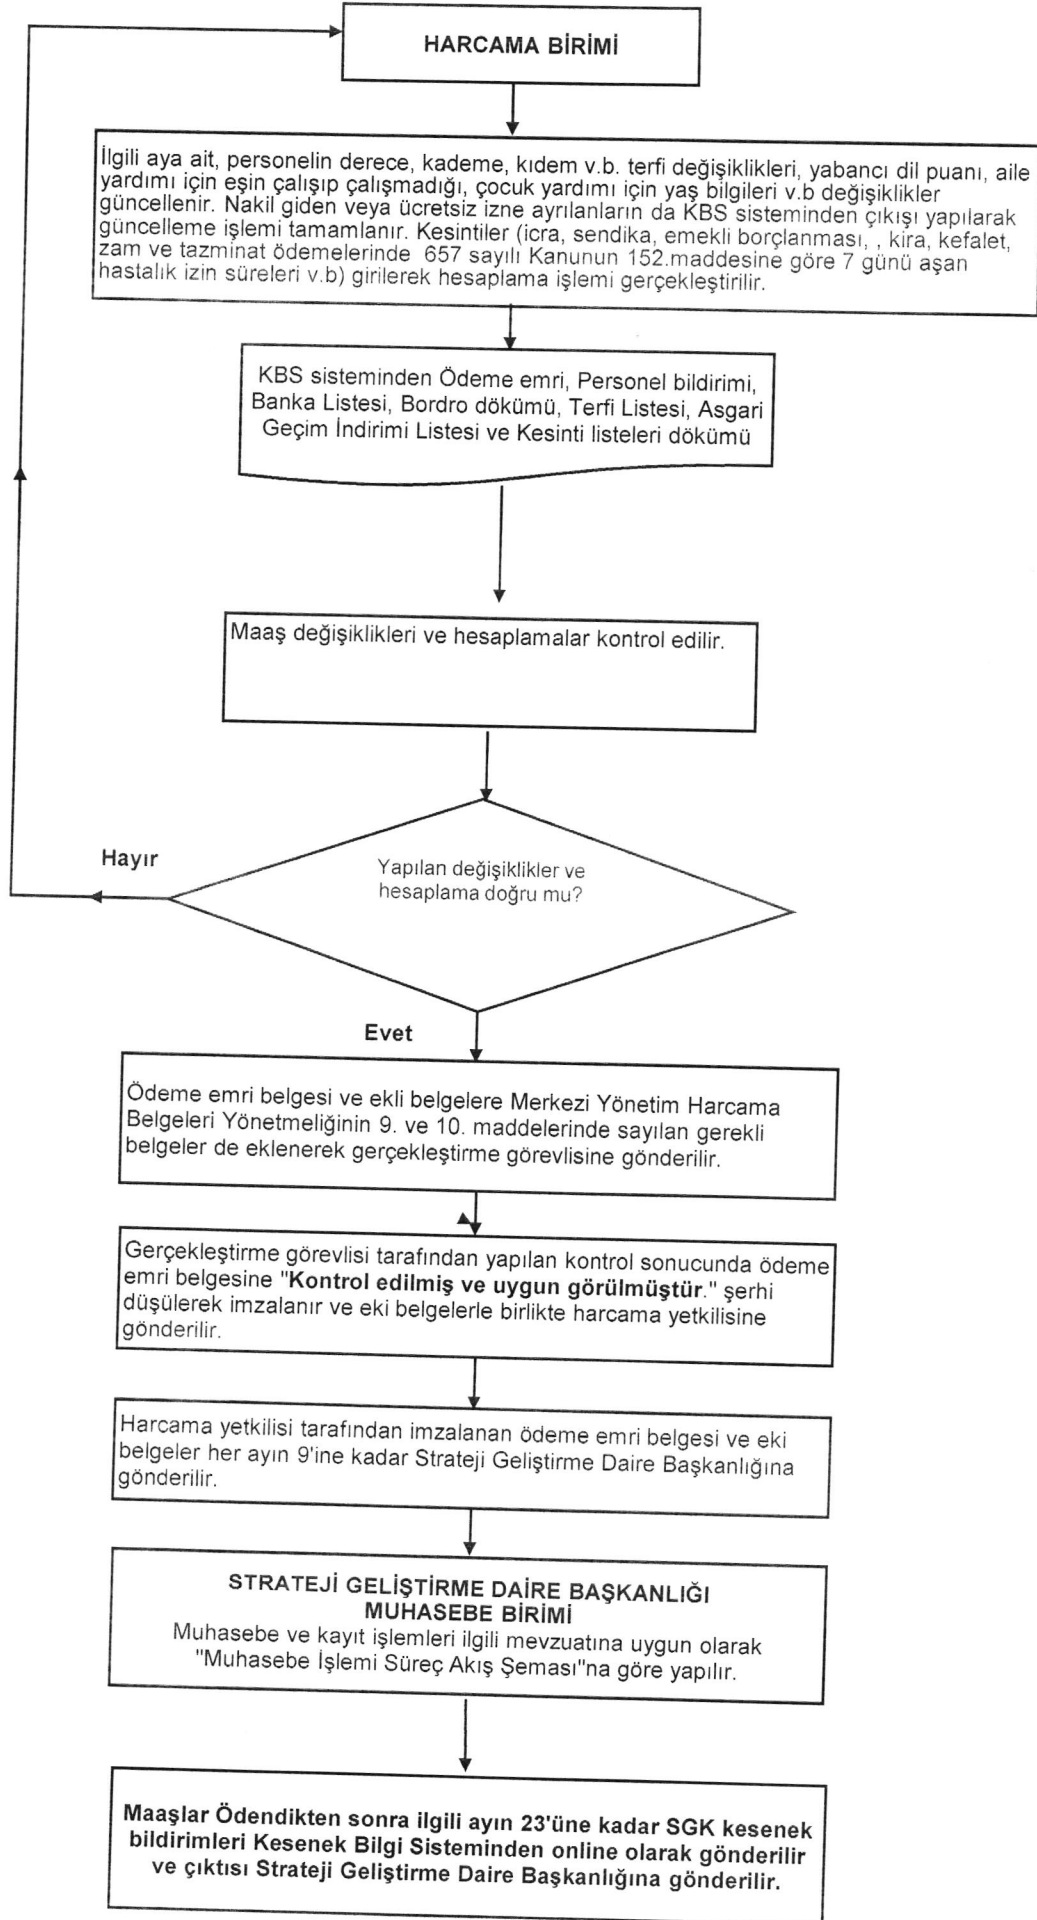 HARCAMA BİRİMİ
İlgili aya ait, personelin derece, kademe, kıdem v.b. terfi değişiklikleri, yabancı dil puanı, aile
yardımı için eşin çalışıp çalışmadığı, çocuk yardımı için yaş bilgileri v.b değişiklikler
güncellenir. Nakil giden veya ücretsiz izne ayrılanların da KBS sisteminden çıkışı yapılarak
güncelleme işlemi tamamlanır. Kesintiler (icra, sendika, emekli borçlanması, , kira, kefalet,
zam ve tazminat ödemelerinde 657 sayılı Kanunun 152.maddesine göre 7 günü aşan
hastalık izin süreleri v.b) girilerek hesaplama işlemi gerçekleştirilir.
KBS sisteminden Ödeme emri, Personel bildirimi,
Banka Listesi, Bordro dökümü, Terfi Listesi, Asgari
Geçim İndirimi Listesi ve Kesinti listeleri dökümü
Maaş değişiklikleri ve hesaplamalar kontrol edilir.
Hayır
Yapılan değişiklikler ve
hesaplama doğru mu?
Evet
Ödeme emri belgesi ve ekli belgelere Merkezi Yönetim Harcama
Belgeleri Yönetmeliğinin 9. ve 10. maddelerinde sayılan gerekli
belgeler de eklenerek gerçekleştirme görevlisine gönderilir.
Gerçekleştirme görevlisi tarafından yapılan kontrol sonucunda ödeme
emri belgesine "Kontrol edilmiş ve uygun görülmüştür." şerhi
düşülerek imzalanır ve eki belgelerle birlikte harcama yetkilisine
gönderilir.
Harcama yetkilisi tarafından imzalanan ödeme emri belgesi ve eki
belgeler her ayın 9'ine kadar Strateji Geliştirme Daire Başkanlığına
gönderilir.
STRATEJİ GELİŞTİRME DAİRE BAŞKANLIĞI
MUHASEBE BİRİMİ
Muhasebe ve kayıt işlemleri ilgili mevzuatına uygun olarak
"Muhasebe İşlemi Süreç Akış Şeması"na göre yapılır.
Maaşlar Ödendikten sonra ilgili ayın 23'üne kadar SGK kesenek
bildirimleri Kesenek Bilgi Sisteminden online olarak gönderilir
ve çıktısı Strateji Geliştirme Daire Başkanlığına gönderilir.